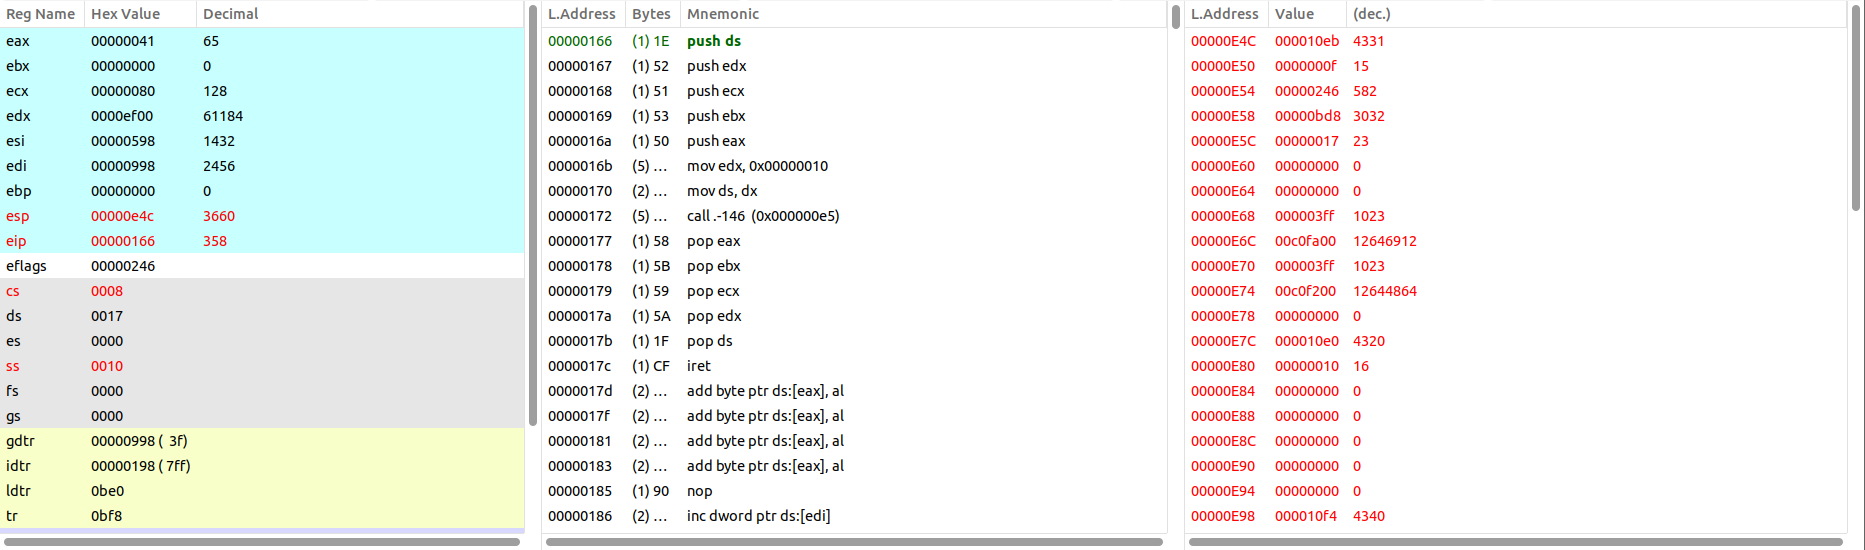 Reg Name Hex Value Decimal L.Address Bytes Mnemonic L.Address Value (dec.)
eax 00000041 65 00000166 (1) 1E push ds 00000E4C 000010eb 4331
ebx 00000000 0 00000167 (1) 52 push edx 00000E50 0000000f 15
ecx 00000080 128 00000168 (1) 51 push ecx 00000E54 00000246 582
edx 0000ef00 61184 00000169 (1) 53 push ebx 00000E58 00000bd8 3032
esi 00000598 1432 0000016a (1) 50 push eax 00000E5C 00000017 23
edi 00000998 2456 0000016b (5) ... mov edx, 0x00000010 00000E60 00000000 0
ebp 00000000 0 00000170 (2) ... mov ds, dx 00000E64 00000000 0
esp 00000e4c 3660 00000172 (5) ... call .-146 (0x000000e5) 00000E68 000003ff 1023
eip 00000166 358 00000177 (1) 58 pop eax 00000E6C 00c0fa00 12646912
eflags 00000246 00000178 (1) 5B pop ebx 00000E70 000003ff 1023
cs 0008 00000179 (1) 59 pop ecx 00000E74 00c0f200 12644864
ds 0017 0000017a (1) 5A pop edx 00000E78 00000000 0
es 0000 0000017b (1) 1F pop ds 00000E7C 000010e0 4320
ss 0010 0000017c (1) CF iret 00000E80 00000010 16
fs 0000 0000017d (2) ... add byte ptr ds:[eax], al 00000E84 00000000 0
gs 0000 0000017f (2) ... add byte ptr ds:[eax], al 00000E88 00000000 0
gdtr 00000998 ( 3f) 00000181 (2) ... add byte ptr ds:[eax], al 00000E8C 00000000 0
idtr 00000198 ( 7ff) 00000183 (2) ... add byte ptr ds:[eax], al 00000E90 00000000 0
ldtr 0be0 00000185 (1) 90 nop 00000E94 00000000 0
tr 0bf8 00000186 (2) ... inc dword ptr ds:[edi] 00000E98 000010f4 4340